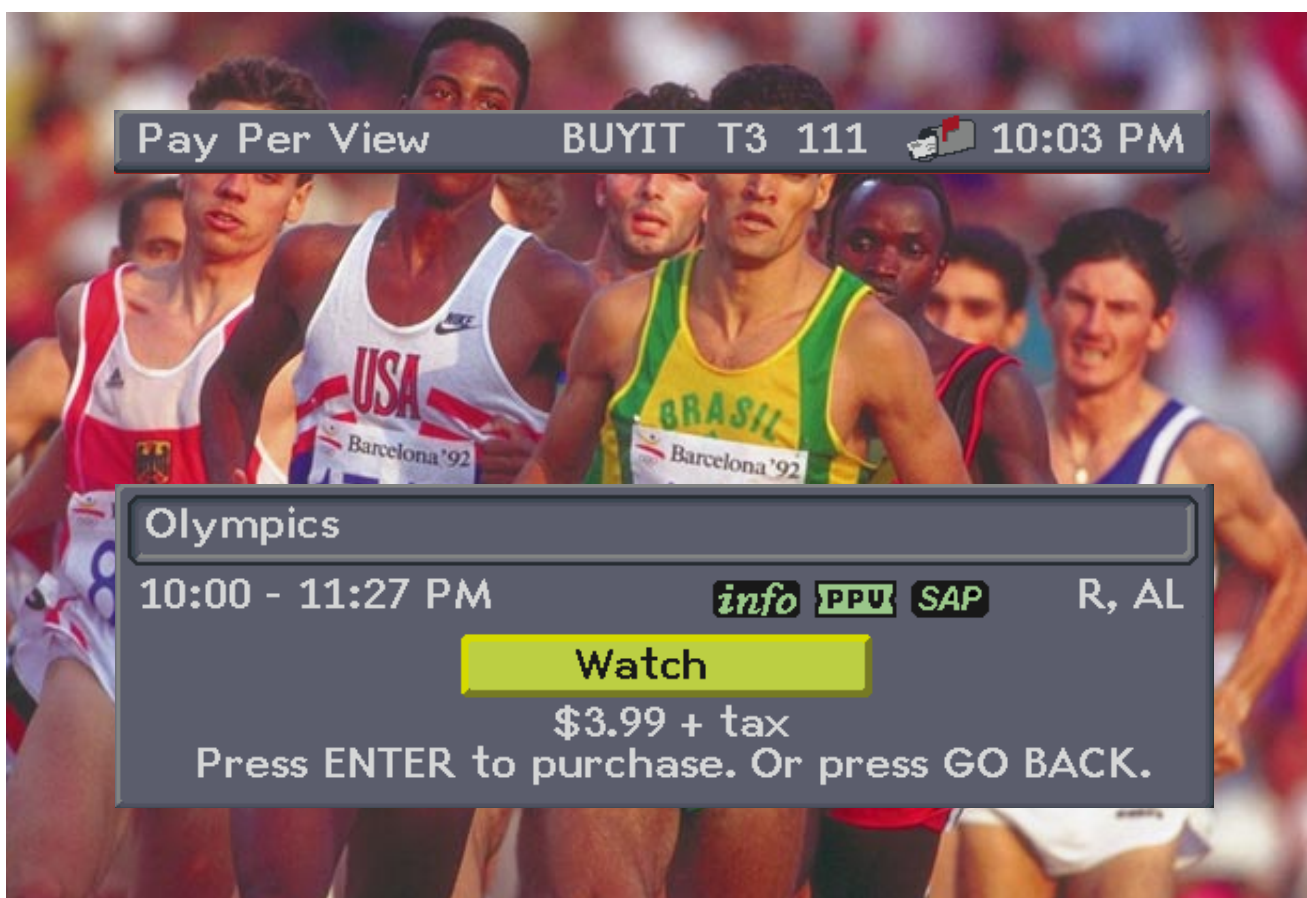 Pay Per View BUYIT T3 111 10:03 PM
NIKE
USA
BRASIL
Barcelona '92
Barcelona '92
Olympics
10:00 - 11:27 PM info PPV SAP R, AL
Watch
$3.99 + tax
Press ENTER to purchase. Or press GO BACK.